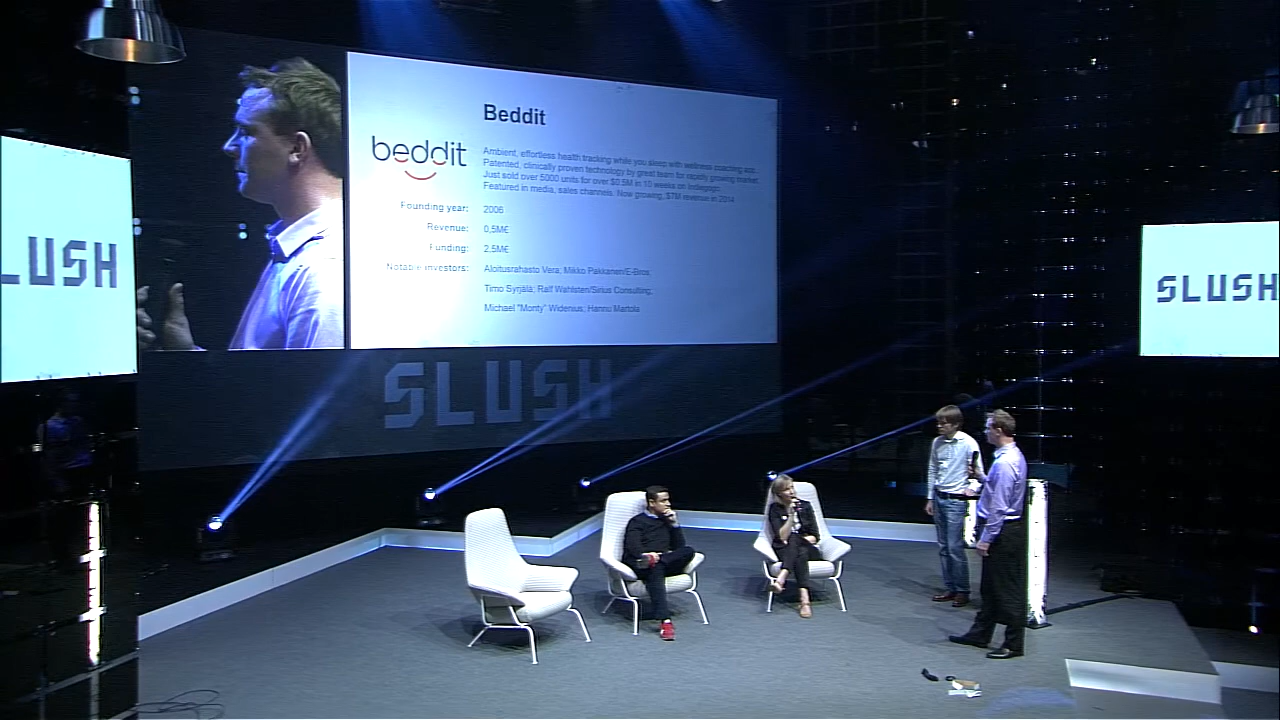 Beddit
beddit
Ambient, effortless health tracking while you sleep with wellness coaching app.
Patented, clinically proven technology by great team for rapidly growing market.
Just sold over 5000 units for over $0.5M in 10 weeks on Indiegogo.
Featured in media, sales channels. Now growing, $7M revenue in 2014
Founding year: 2006
Revenue: 0,5M€
Funding: 2,5M€
Notable investors: Aloitusrahasto Vera; Mikko Pakkanen/E-Bros;
Timo Syrjälä; Ralf Wahlsten/Sirius Consulting;
Michael "Monty" Widenius; Hannu Martola
LUSH
SLUSH
SLUSH